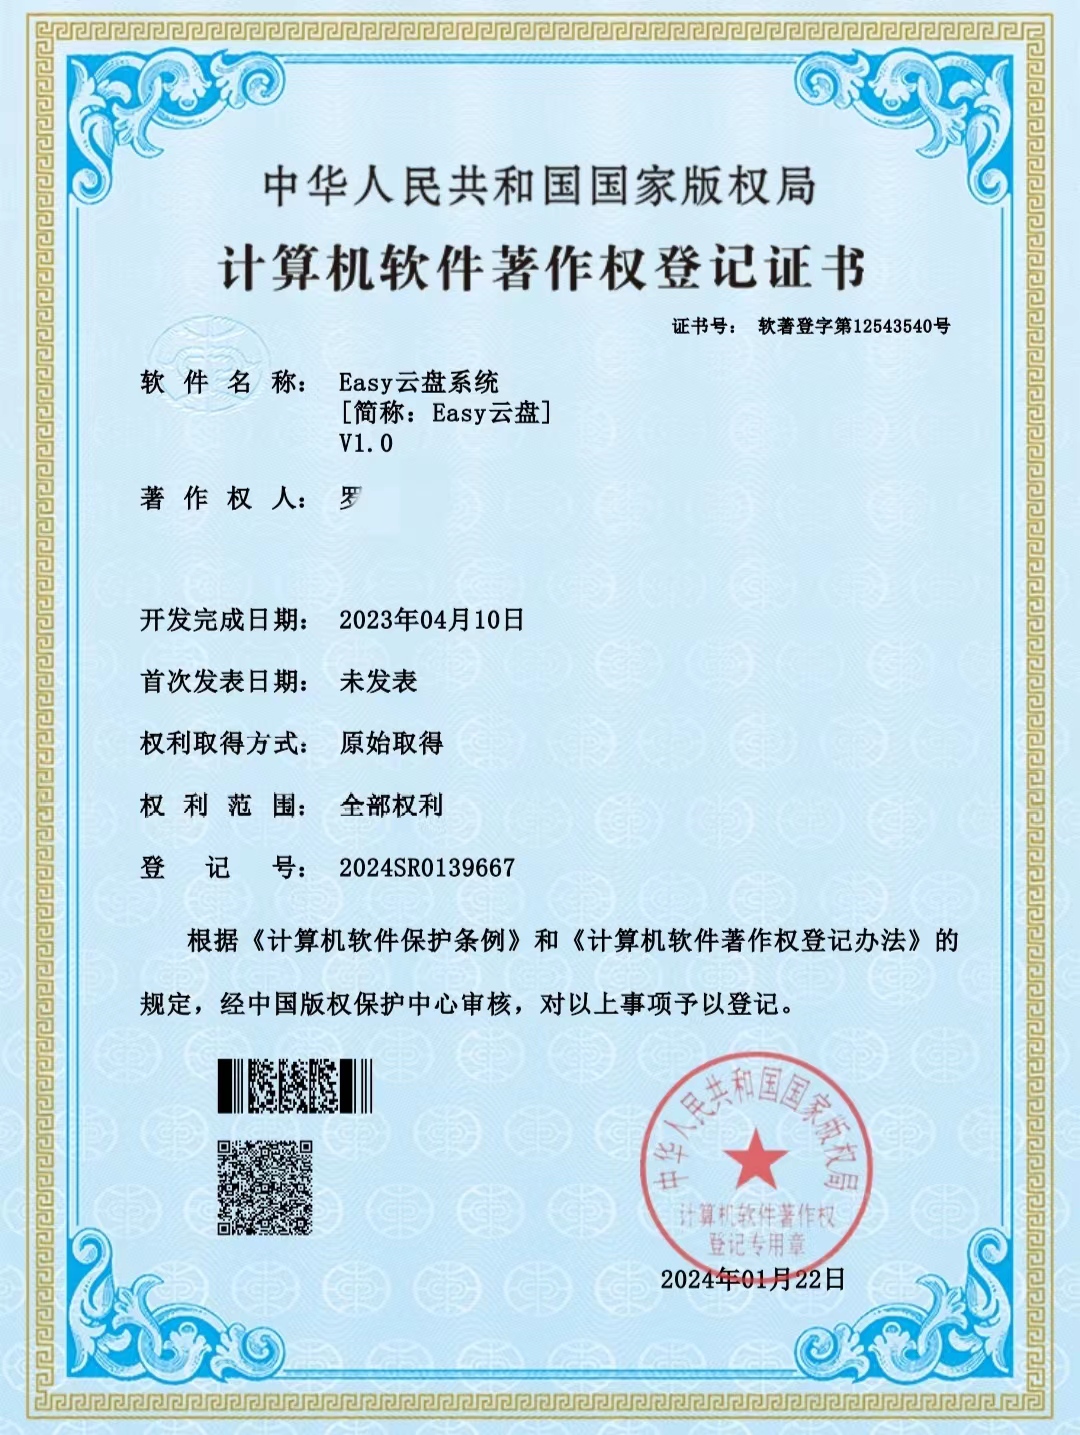 中华人民共和国国家版权局
计算机软件著作权登记证书
证书号： 软著登字第12543540号
软件名称： Easy云盘系统
[简称：Easy云盘]
V1.0
著作权人： 罗
开发完成日期： 2023年04月10日
首次发表日期： 未发表
权利取得方式： 原始取得
权利范围： 全部权利
登记号： 2024SR0139667
根据《计算机软件保护条例》和《计算机软件著作权登记办法》的
规定，经中国版权保护中心审核，对以上事项予以登记。
中华人民共和国国家版权局
计算机软件著作权
登记专用章
2024年01月22日